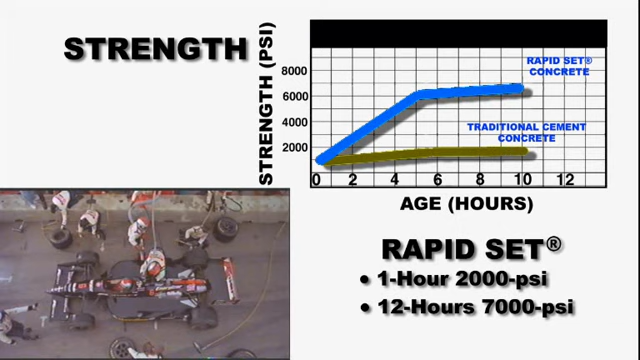 STRENGTH
STRENGTH (PSI)
8000
6000
4000
2000
RAPID SET®
CONCRETE
TRADITIONAL CEMENT
CONCRETE
0 2 4 6 8 10 12
AGE (HOURS)
RAPID SET®
• 1-Hour 2000-psi
• 12-Hours 7000-psi